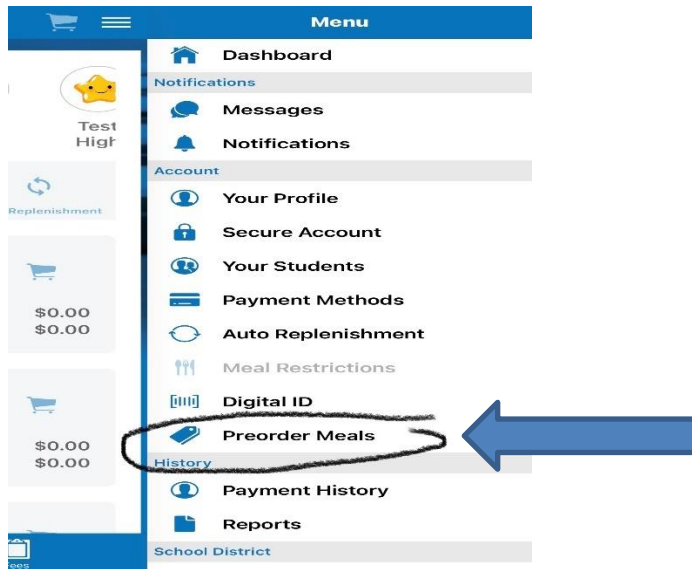 Menu
Dashboard
Notifications
Messages
Notifications
Account
Your Profile
Secure Account
Your Students
Payment Methods
Auto Replenishment
Meal Restrictions
Digital ID
Preorder Meals
History
Payment History
Reports
School District
Test
High
Replenishment
$0.00
$0.00
$0.00
$0.00